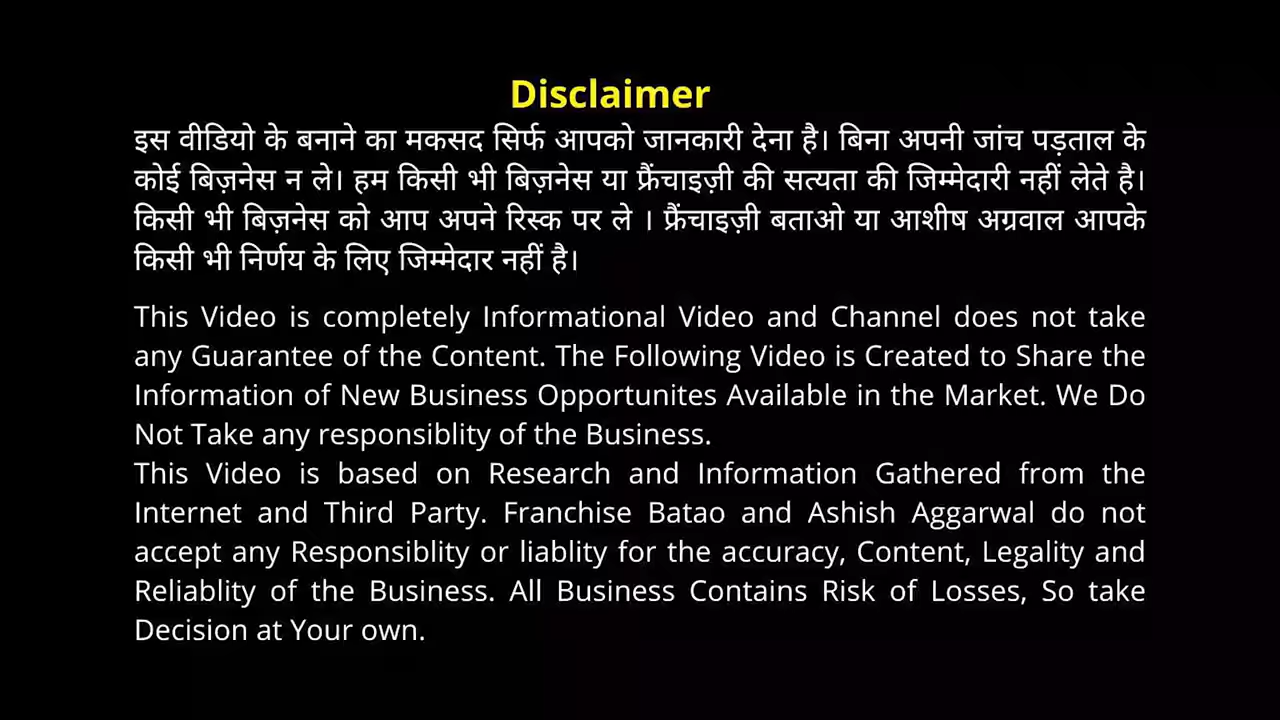 Disclaimer
इस वीडियो के बनाने का मकसद सिर्फ आपको जानकारी देना है। बिना अपनी जांच पड़ताल के
कोई बिज़नेस न ले। हम किसी भी बिज़नेस या फ्रैंचाइज़ी की सत्यता की जिम्मेदारी नहीं लेते है।
किसी भी बिज़नेस को आप अपने रिस्क पर ले । फ्रैंचाइज़ी बताओ या आशीष अग्रवाल आपके
किसी भी निर्णय के लिए जिम्मेदार नहीं है।
This Video is completely Informational Video and Channel does not take
any Guarantee of the Content. The Following Video is Created to Share the
Information of New Business Opportunites Available in the Market. We Do
Not Take any responsiblity of the Business.
This Video is based on Research and Information Gathered from the
Internet and Third Party. Franchise Batao and Ashish Aggarwal do not
accept any Responsiblity or liablity for the accuracy, Content, Legality and
Reliablity of the Business. All Business Contains Risk of Losses, So take
Decision at Your own.